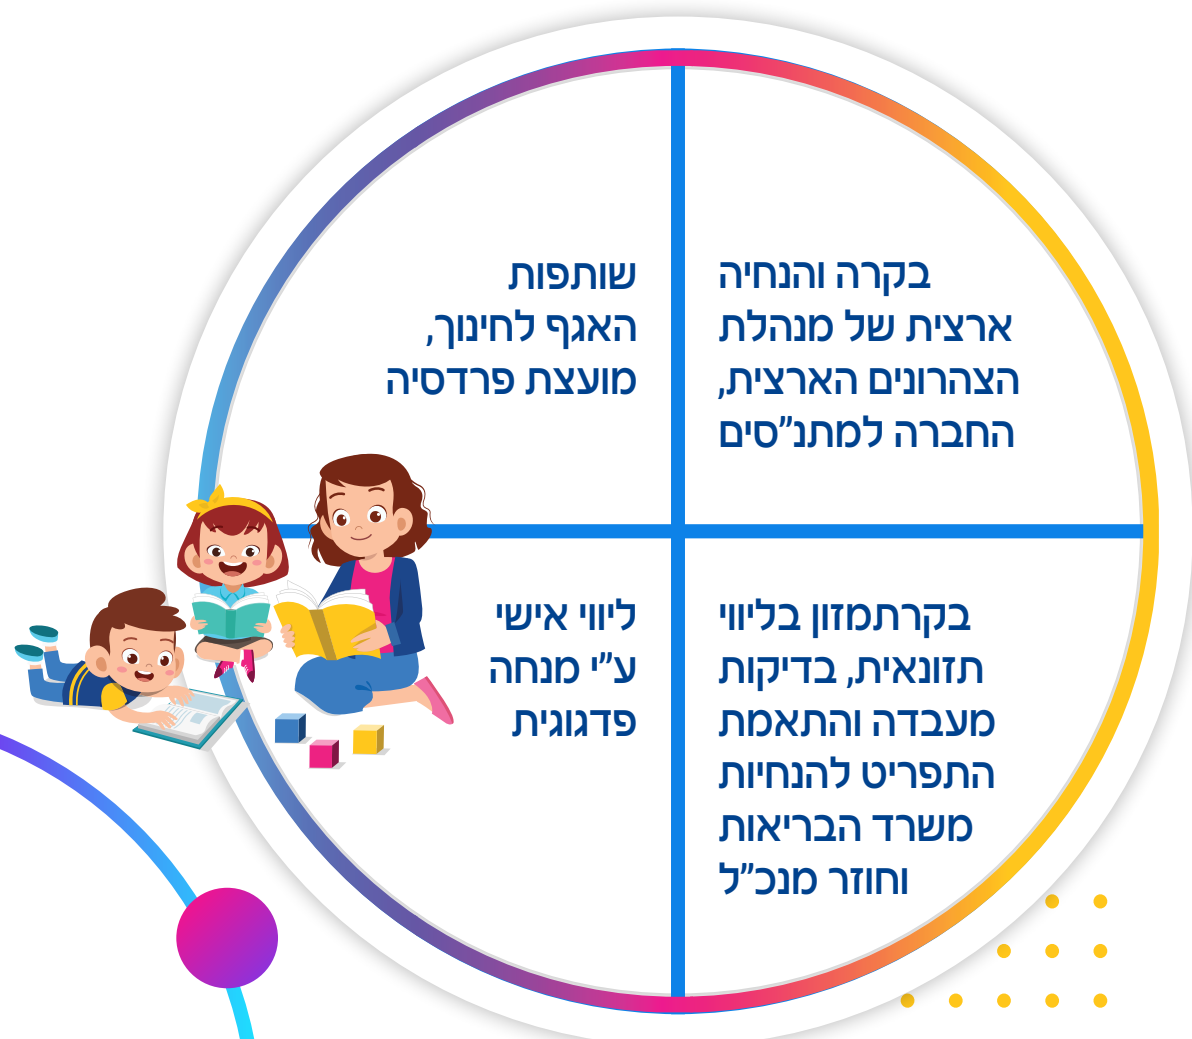 בקרה והנחיה
ארצית של מנהלת
הצהרונים הארצית,
החברה למתנ"סים
שותפות
האגף לחינוך,
מועצת פרדסיה
בקרתמזון בליווי
תזונאית, בדיקות
מעבדה והתאמת
התפריט להנחיות
משרד הבריאות
וחוזר מנכ"ל
ליווי אישי
ע"י מנחה
פדגוגית